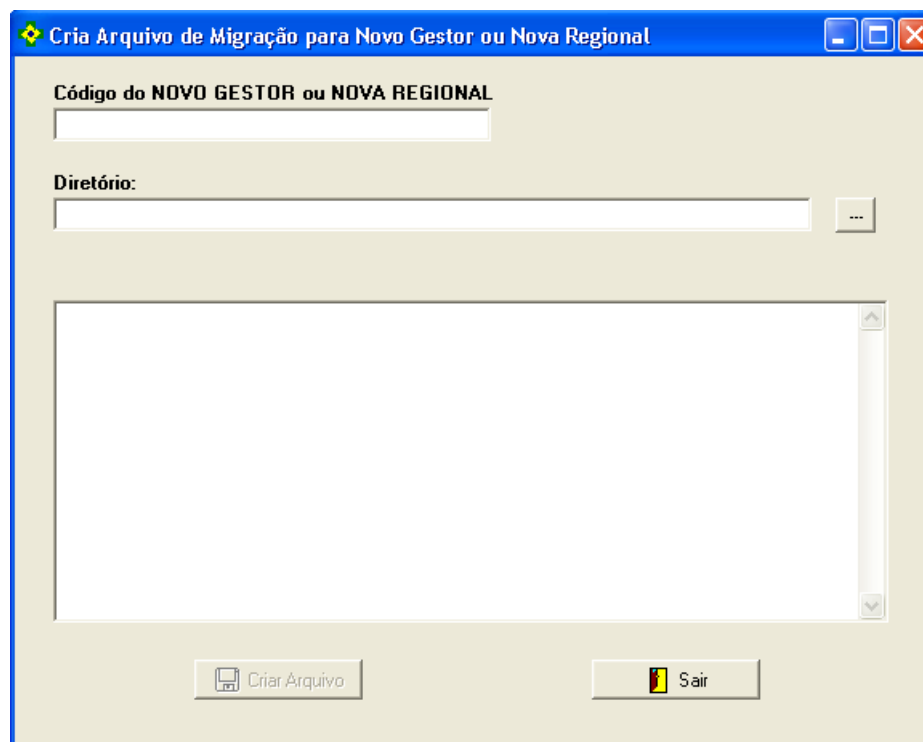 Cria Arquivo de Migração para Novo Gestor ou Nova Regional
Código do NOVO GESTOR ou NOVA REGIONAL
Diretório:
...
Criar Arquivo
Sair